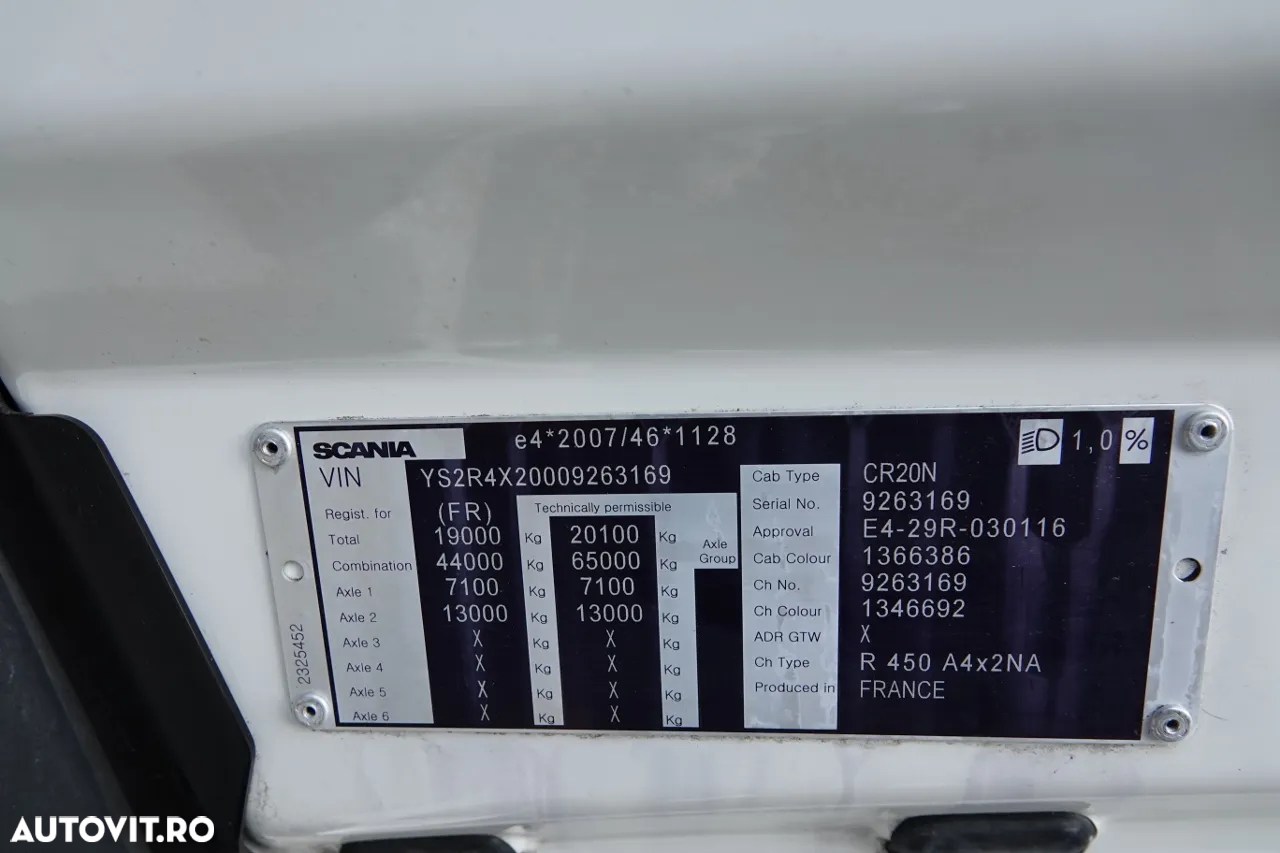 SCANIA e4*2007/46*1128 1,0 %
VIN YS2R4X20009263169
Regist. for (FR) Technically permissible
Total 19000 Kg 20100 Kg Axle Group
Combination 44000 Kg 65000 Kg
Axle 1 7100 Kg 7100 Kg
Axle 2 13000 Kg 13000 Kg
Axle 3 X Kg X Kg
Axle 4 X Kg X Kg
Axle 5 X Kg X Kg
Axle 6 X Kg X Kg
Cab Type CR20N
Serial No. 9263169
Approval E4-29R-030116
Cab Colour 1366386
Ch No. 9263169
Ch Colour 1346692
ADR GTW X
Ch Type R 450 A4x2NA
Produced in FRANCE
2325452
AUTOVIT.RO